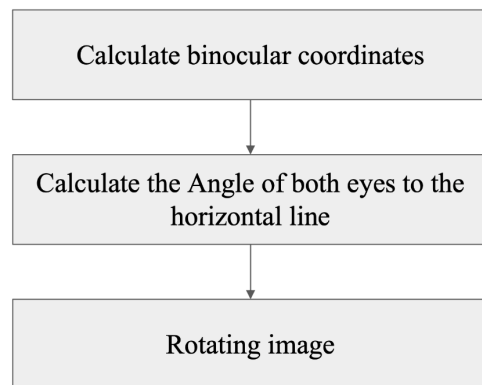 Calculate binocular coordinates
Calculate the Angle of both eyes to the
horizontal line
Rotating image